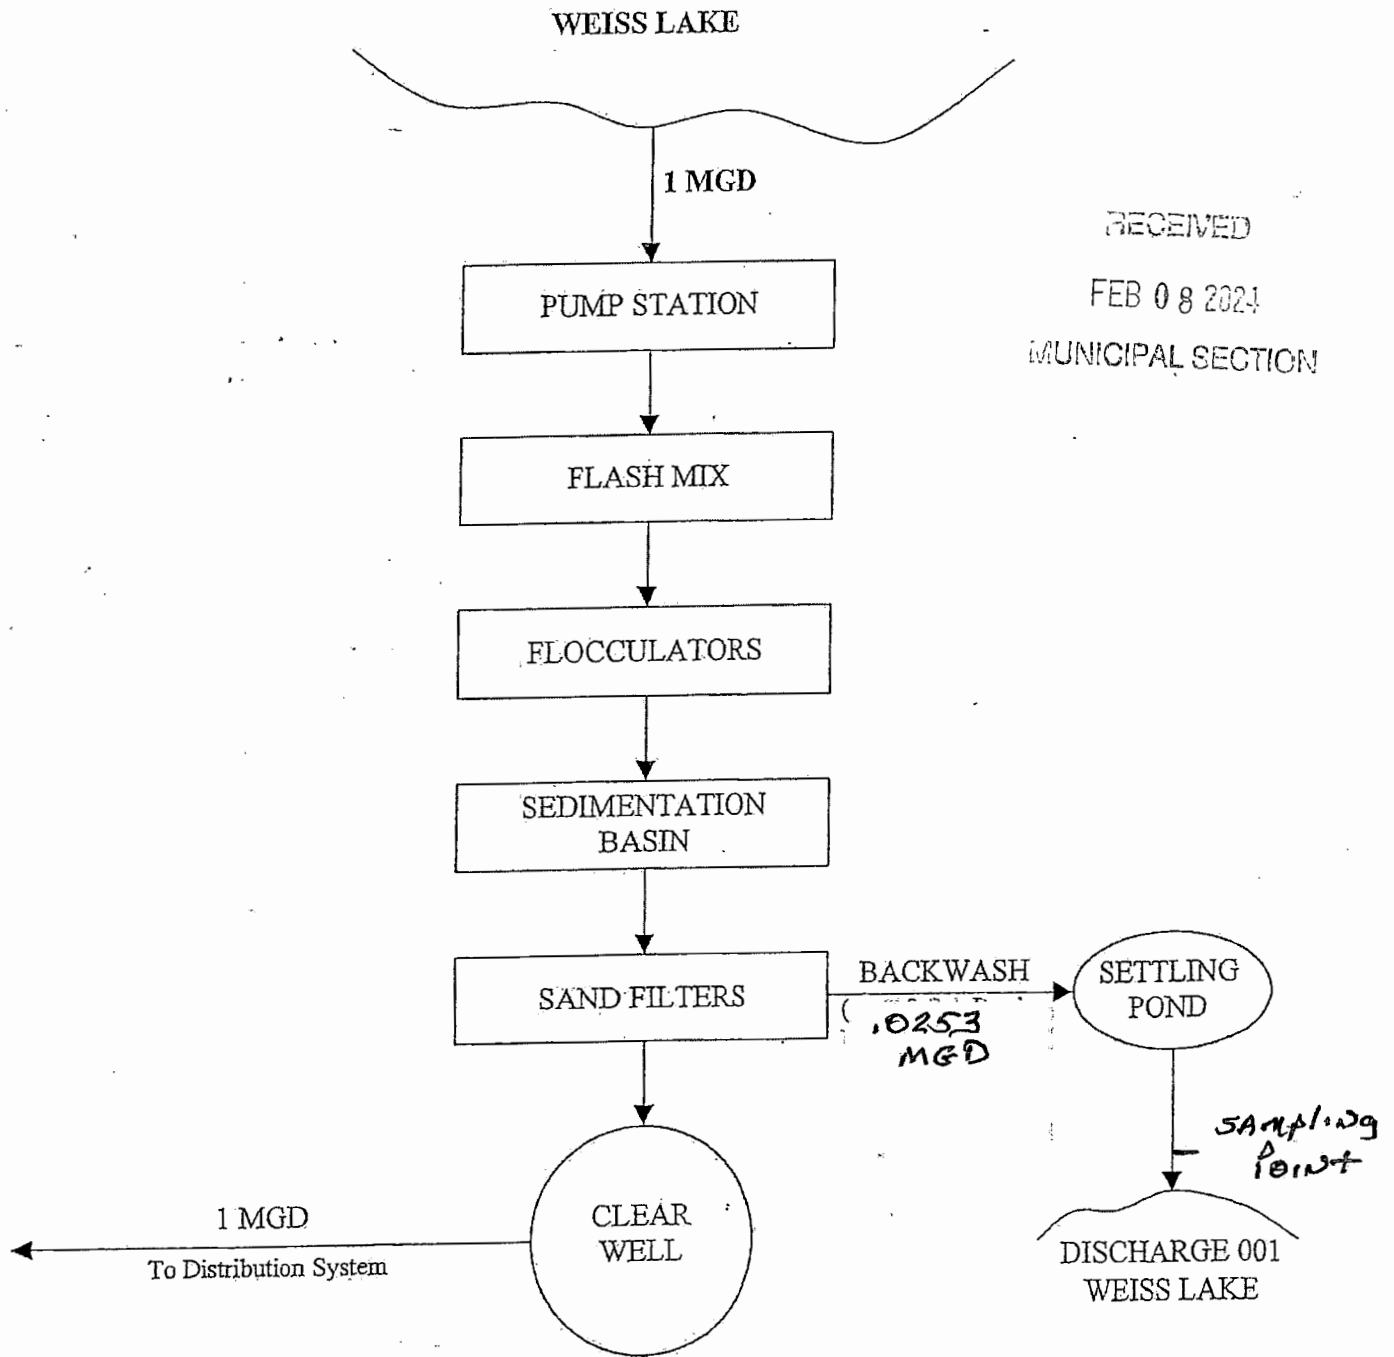 WEISS LAKE
1 MGD
RECEIVED
FEB 08 2024
MUNICIPAL SECTION
PUMP STATION
FLASH MIX
FLOCCULATORS
SEDIMENTATION
BASIN
SAND FILTERS
BACKWASH
.0253
MGD
SETTLING
POND
SAMPLING
POINT
CLEAR
WELL
1 MGD
To Distribution System
DISCHARGE 001
WEISS LAKE